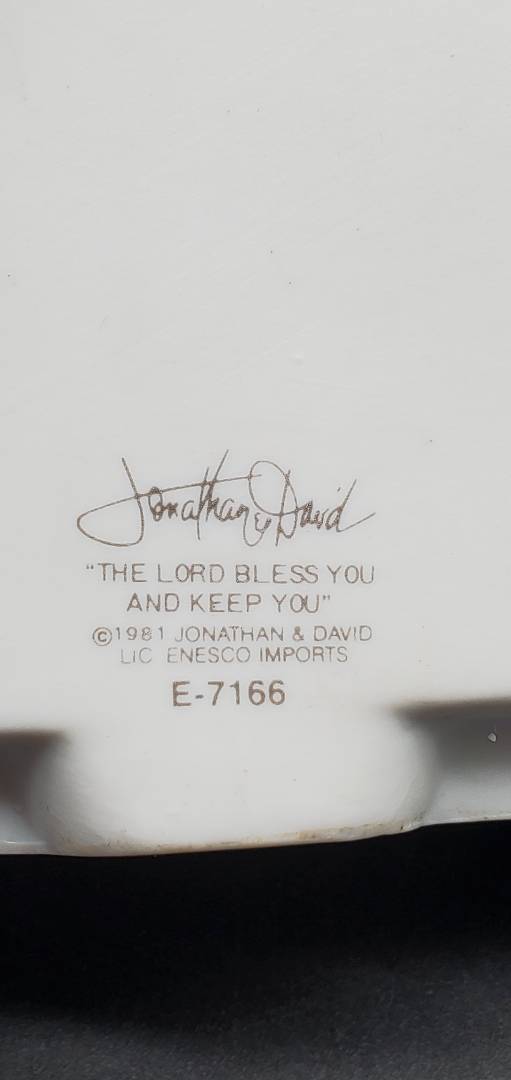 Jonathan & David
“THE LORD BLESS YOU
AND KEEP YOU”
©1981 JONATHAN & DAVID
LIC ENESCO IMPORTS
E-7166